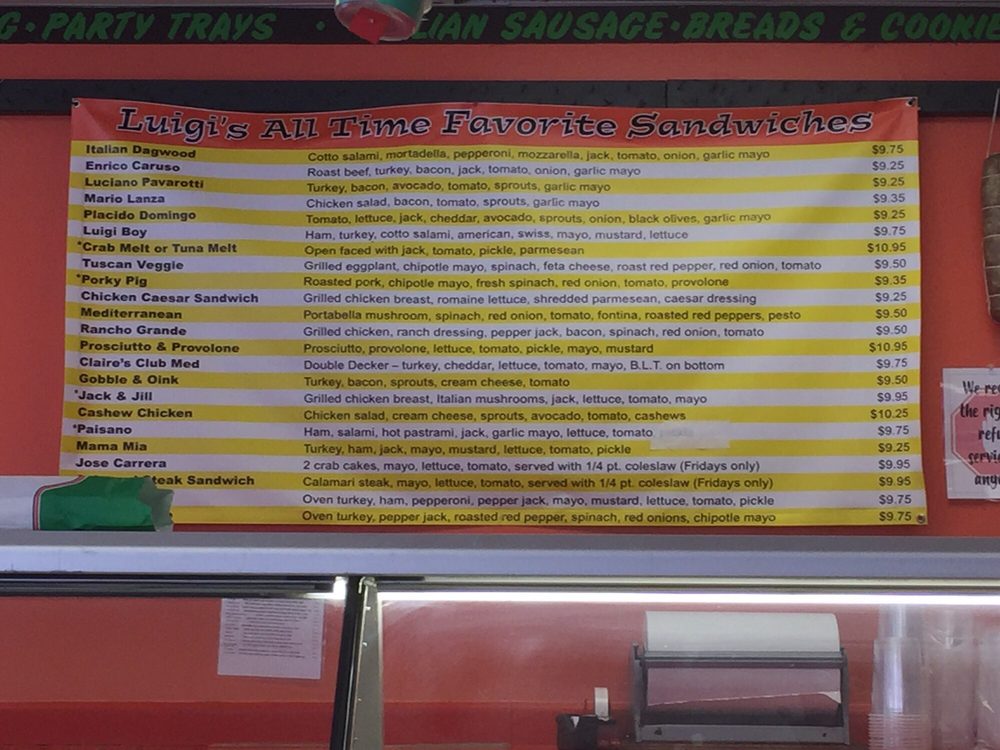 G • PARTY TRAYS • LIAN SAUSAGE • BREADS & COOKIE
Luigi's All Time Favorite Sandwiches
Italian Dagwood Cotto salami, mortadella, pepperoni, mozzarella, jack, tomato, onion, garlic mayo $9.75
Enrico Caruso Roast beef, turkey, bacon, jack, tomato, onion, garlic mayo $9.25
Luciano Pavarotti Turkey, bacon, avocado, tomato, sprouts, garlic mayo $9.25
Mario Lanza Chicken salad, bacon, tomato, sprouts, garlic mayo $9.35
Placido Domingo Tomato, lettuce, jack, cheddar, avocado, sprouts, onion, black olives, garlic mayo $9.25
Luigi Boy Ham, turkey, cotto salami, american, swiss, mayo, mustard, lettuce $9.75
*Crab Melt or Tuna Melt Open faced with jack, tomato, pickle, parmesean $10.95
Tuscan Veggie Grilled eggplant, chipotle mayo, spinach, feta cheese, roast red pepper, red onion, tomato $9.50
*Porky Pig Roasted pork, chipotle mayo, fresh spinach, red onion, tomato, provolone $9.35
Chicken Caesar Sandwich Grilled chicken breast, romaine lettuce, shredded parmesean, caesar dressing $9.25
Mediterranean Portabella mushroom, spinach, red onion, tomato, fontina, roasted red peppers, pesto $9.50
Rancho Grande Grilled chicken, ranch dressing, pepper jack, bacon, spinach, red onion, tomato $9.50
Prosciutto & Provolone Prosciutto, provolone, lettuce, tomato, pickle, mayo, mustard $10.95
Claire's Club Med Double Decker – turkey, cheddar, lettuce, tomato, mayo, B.L.T. on bottom $9.75
Gobble & Oink Turkey, bacon, sprouts, cream cheese, tomato $9.50
*Jack & Jill Grilled chicken breast, Italian mushrooms, jack, lettuce, tomato, mayo $9.95
Cashew Chicken Chicken salad, cream cheese, sprouts, avocado, tomato, cashews $10.25
*Paisano Ham, salami, hot pastrami, jack, garlic mayo, lettuce, tomato $9.75
Mama Mia Turkey, ham, jack, mayo, mustard, lettuce, tomato, pickle $9.25
Jose Carrera 2 crab cakes, mayo, lettuce, tomato, served with 1/4 pt. coleslaw (Fridays only) $9.95
Steak Sandwich Calamari steak, mayo, lettuce, tomato, served with 1/4 pt. coleslaw (Fridays only) $9.95
Oven turkey, ham, pepperoni, pepper jack, mayo, mustard, lettuce, tomato, pickle $9.75
Oven turkey, pepper jack, roasted red pepper, spinach, red onions, chipotle mayo $9.75
We re
the rig
refu
servi
any